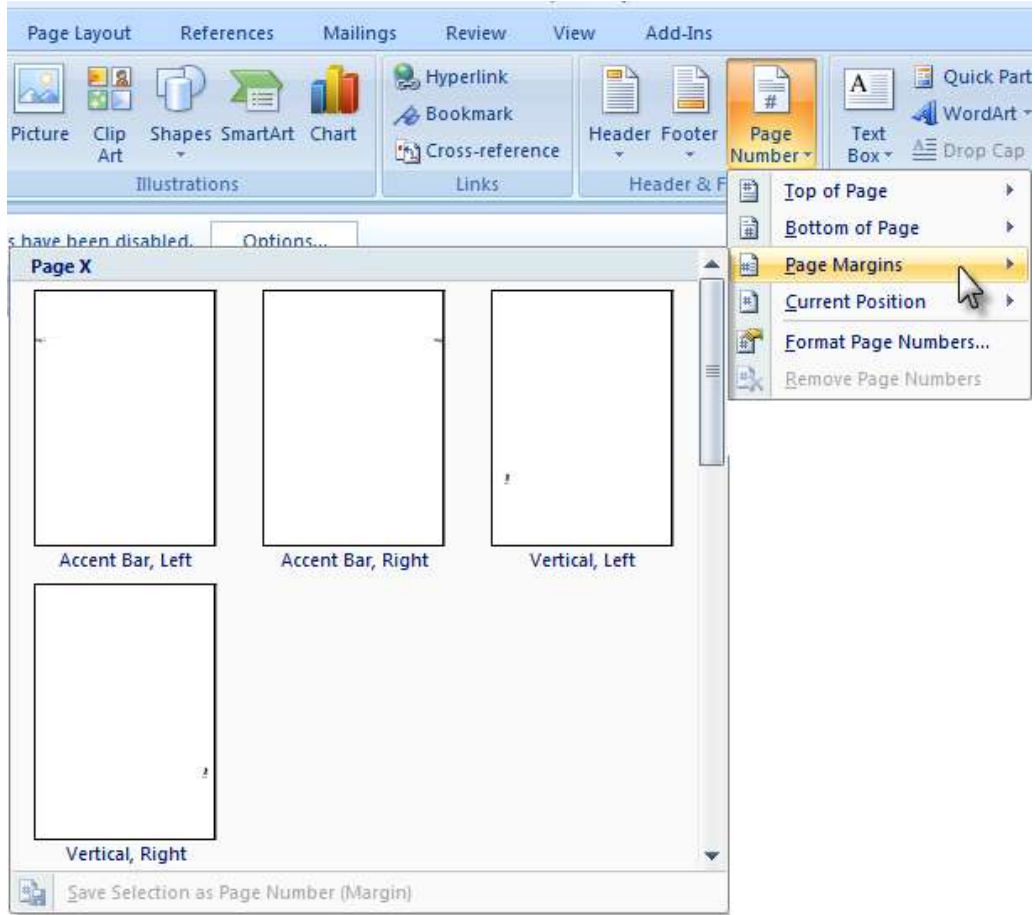 Page Layout References Mailings Review View Add-Ins
Picture Clip Art Shapes SmartArt Chart
Illustrations
Hyperlink
Bookmark
Cross-reference
Links
Header Footer Page Number
Header & F
Text Box
Quick Part
WordArt
Drop Cap
s have been disabled. Options...
Top of Page
Bottom of Page
Page Margins
Current Position
Format Page Numbers...
Remove Page Numbers
Page X
Accent Bar, Left Accent Bar, Right Vertical, Left
Vertical, Right
Save Selection as Page Number (Margin)